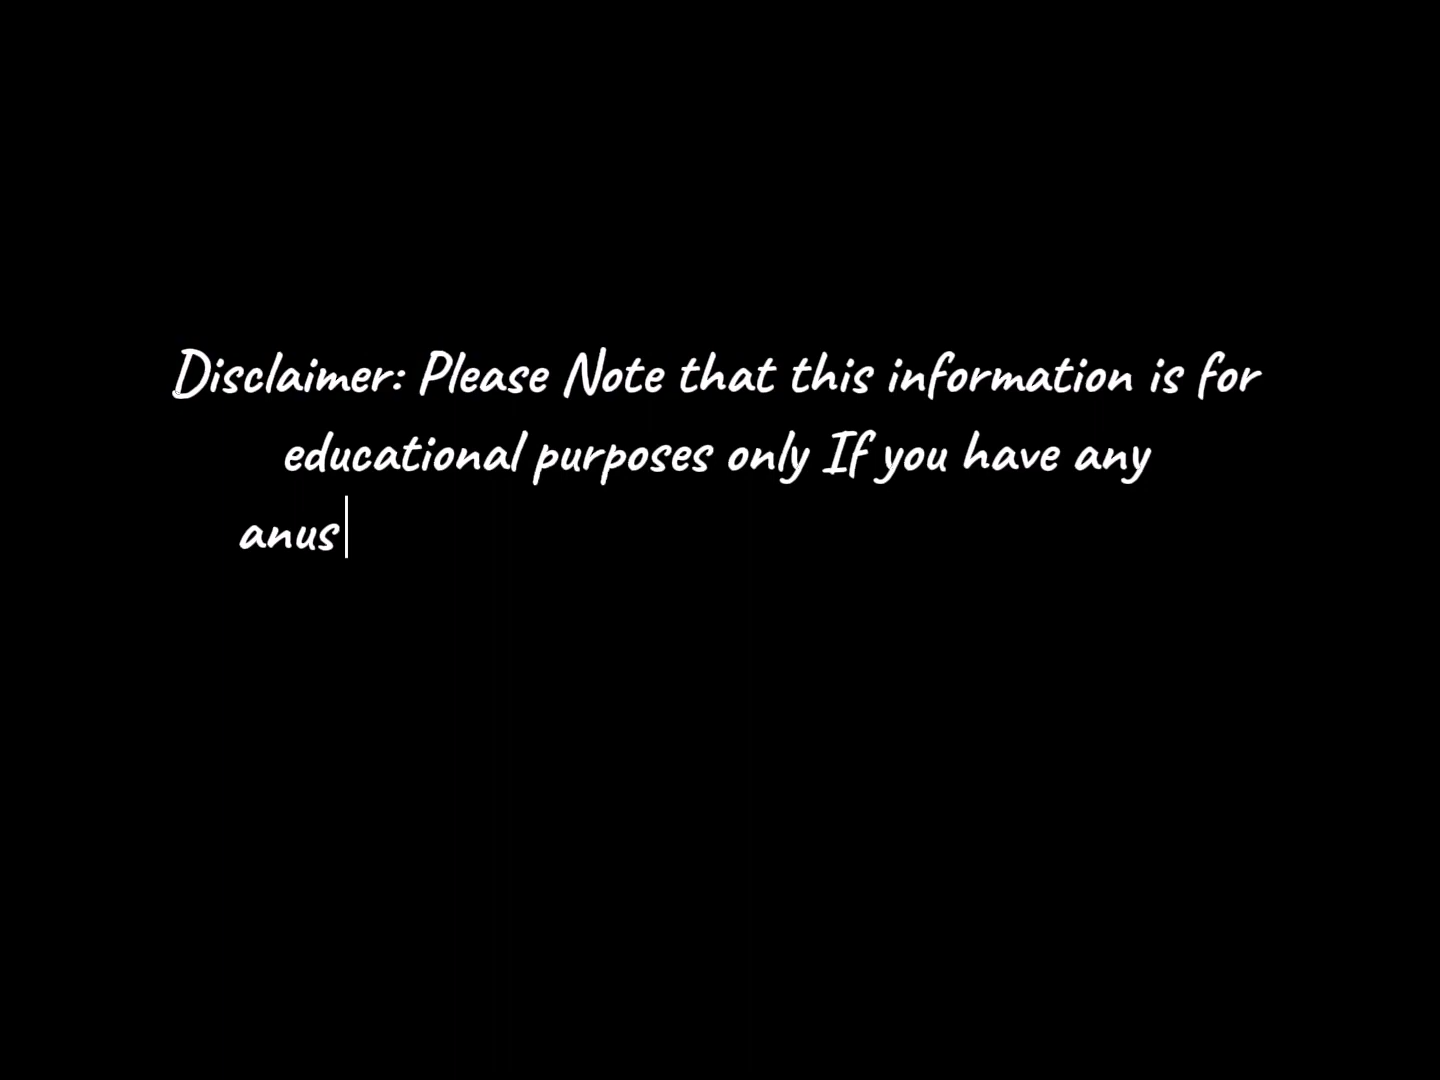 Disclaimer: Please Note that this information is for
educational purposes only If you have any
anus